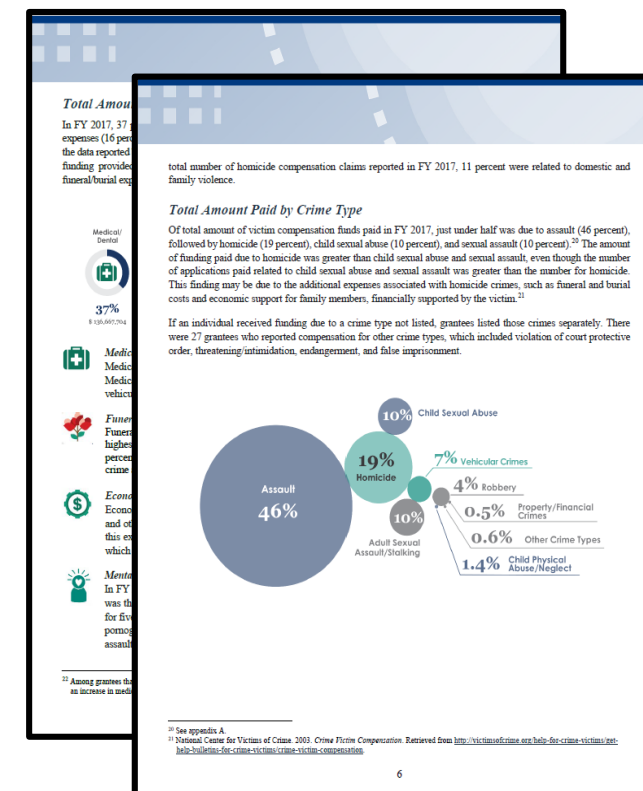 Total Amou
In FY 2017, 37 p
expenses (16 perc
the data reported
funding provided
funeral/burial exp
Medical/
Dental
37%
$ 136,667,704
Medic
Medic
Medic
vehicu
Funer
Funera
highes
percen
crime
Econo
Econo
and ot
this ex
which
Menta
In FY
was th
for five
pornog
assault
22 Among grantees tha
an increase in medi
total number of homicide compensation claims reported in FY 2017, 11 percent were related to domestic and
family violence.
Total Amount Paid by Crime Type
Of total amount of victim compensation funds paid in FY 2017, just under half was due to assault (46 percent),
followed by homicide (19 percent), child sexual abuse (10 percent), and sexual assault (10 percent).20 The amount
of funding paid due to homicide was greater than child sexual abuse and sexual assault, even though the number
of applications paid related to child sexual abuse and sexual assault was greater than the number for homicide.
This finding may be due to the additional expenses associated with homicide crimes, such as funeral and burial
costs and economic support for family members, financially supported by the victim.21
If an individual received funding due to a crime type not listed, grantees listed those crimes separately. There
were 27 grantees who reported compensation for other crime types, which included violation of court protective
order, threatening/intimidation, endangerment, and false imprisonment.
10% Child Sexual Abuse
19%
Homicide
7% Vehicular Crimes
Assault
46%
4% Robbery
10%
Adult Sexual
Assault/Stalking
0.5% Property/Financial
Crimes
0.6% Other Crime Types
1.4% Child Physical
Abuse/Neglect
20 See appendix A.
21 National Center for Victims of Crime. 2003. Crime Victim Compensation. Retrieved from http://victimsofcrime.org/help-for-crime-victims/get-
help-bulletins-for-crime-victims/crime-victim-compensation.
6